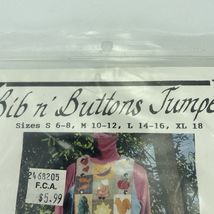 Bib n' Buttons Jumpe
Sizes S 6-8, M 10-12, L 14-16, XL 18
2468205
F.C.A.
$5.99